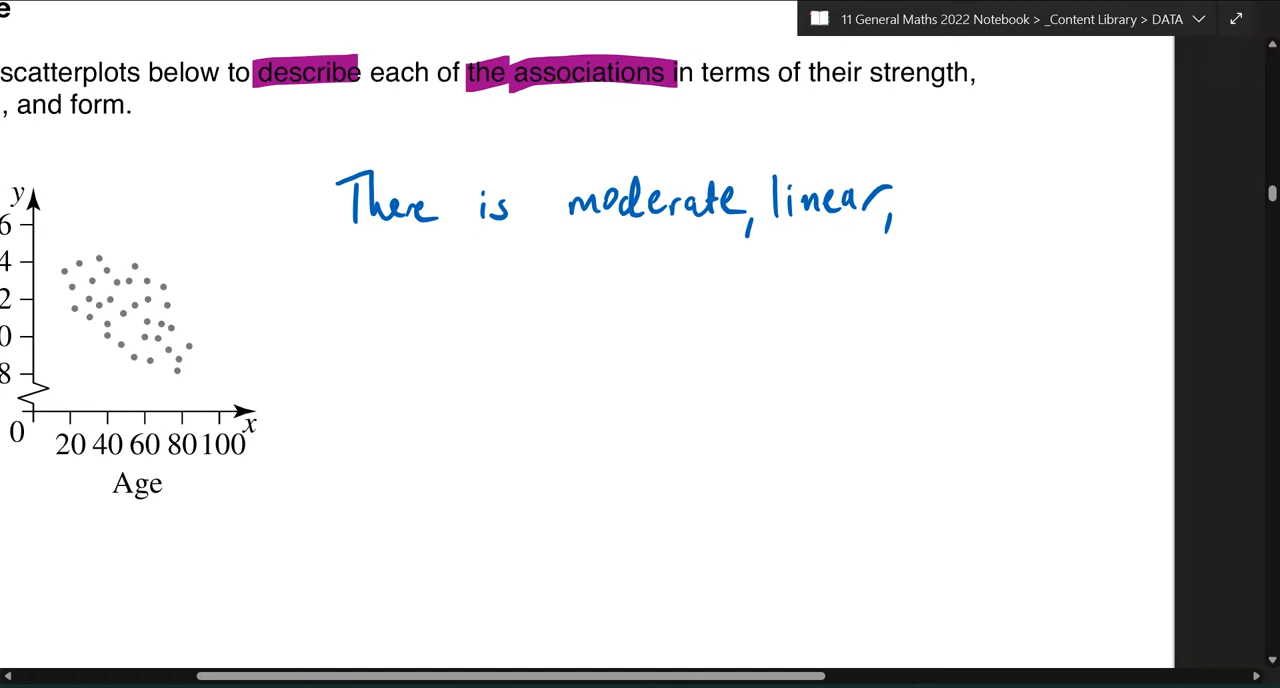 e
11 General Maths 2022 Notebook > _Content Library > DATA
scatterplots below to describe each of the associations in terms of their strength,
, and form.
There is moderate, linear,
y
6
4
2
0
8
0
x
20 40 60 80 100
Age